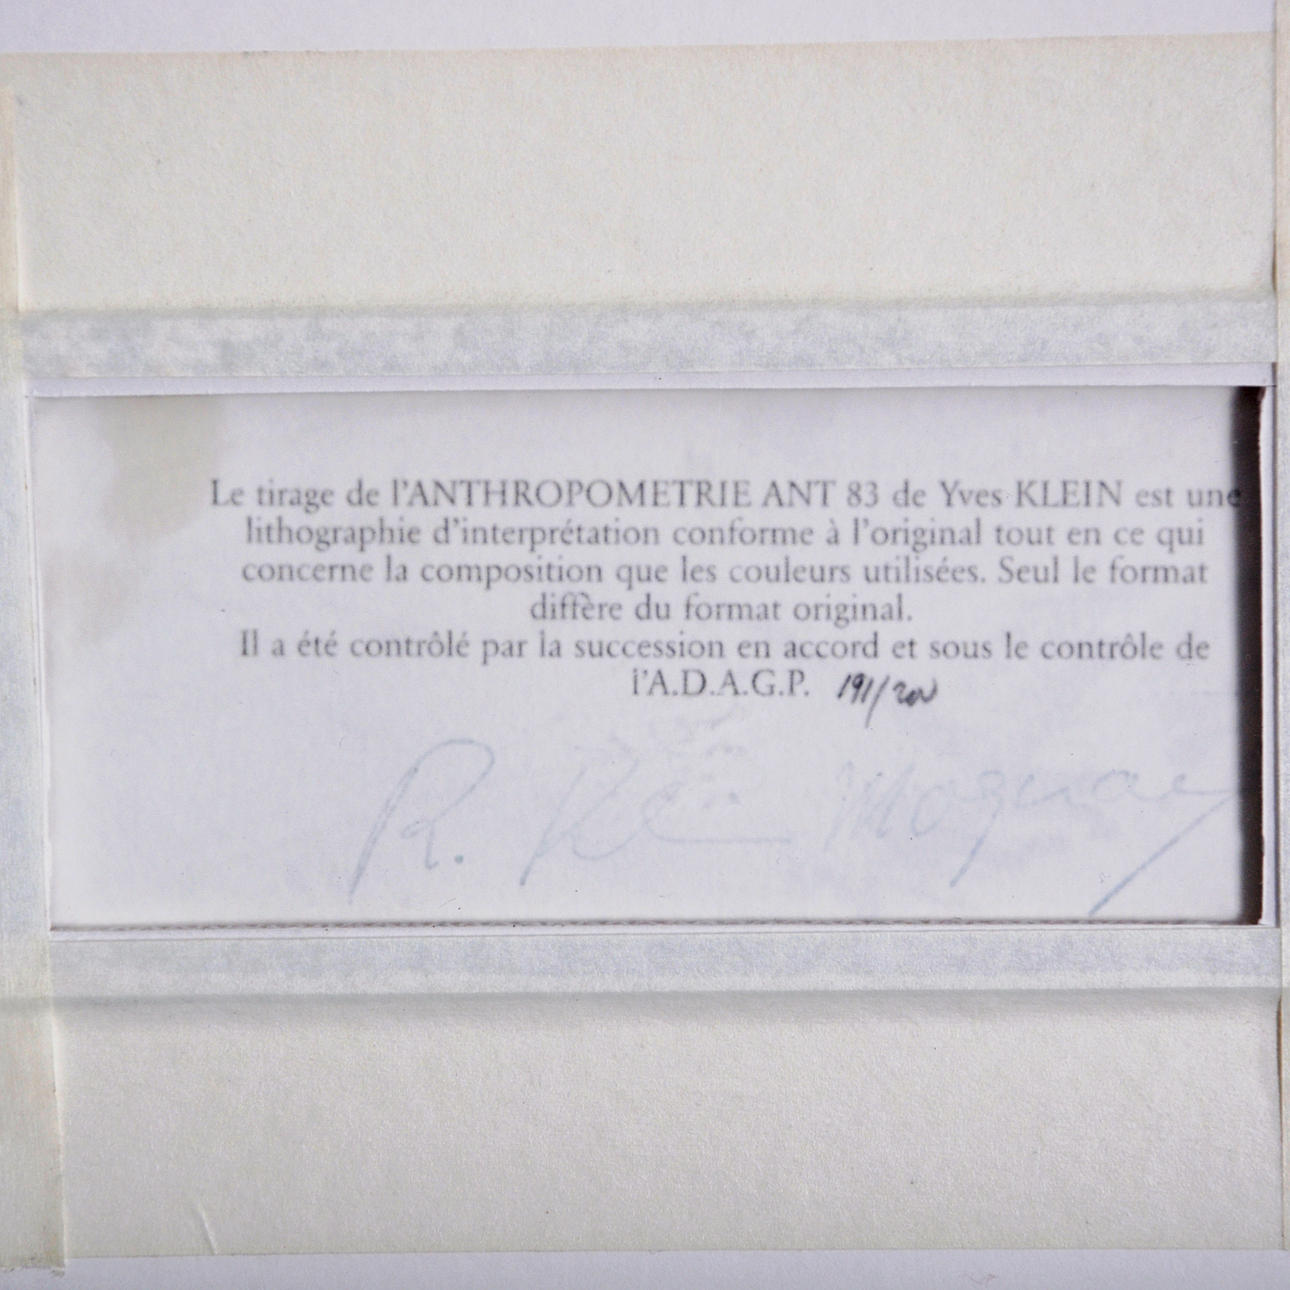 Le tirage de l'ANTHROPOMETRIE ANT 83 de Yves KLEIN est une
lithographie d'interprétation conforme à l'original tout en ce qui
concerne la composition que les couleurs utilisées. Seul le format
diffère du format original.
Il a été contrôlé par la succession en accord et sous le contrôle de
l'A.D.A.G.P. 191/200
R. Klein Moquay